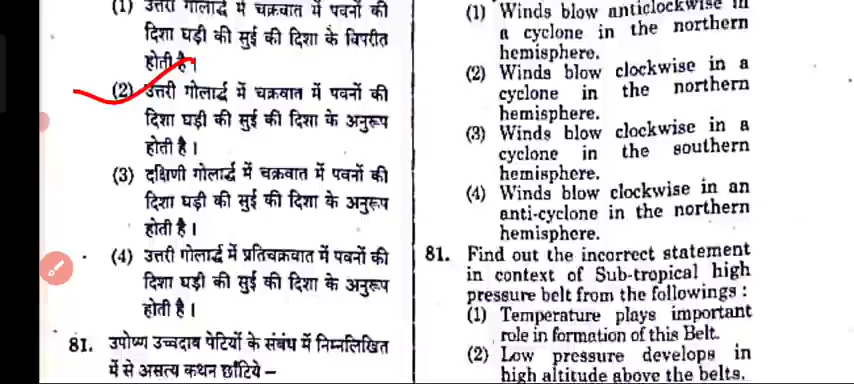 (1) उत्तरी गोलार्द्ध में चक्रवात में पवनों की
दिशा घड़ी की सुई की दिशा के विपरीत
होती है।
(2) उत्तरी गोलार्द्ध में चक्रवात में पवनों की
दिशा घड़ी की सुई की दिशा के अनुरूप
होती है।
(3) दक्षिणी गोलार्द्ध में चक्रवात में पवनों की
दिशा घड़ी की सुई की दिशा के अनुरूप
होती है।
(4) उत्तरी गोलार्द्ध में प्रतिचक्रवात में पवनों की
दिशा घड़ी की सुई की दिशा के अनुरूप
होती है।
81. उपोष्ण उच्चदाब पेटियों के संबंध में निम्नलिखित
में से असत्य कथन छाँटिये –
(1) Winds blow anticlockwise in
a cyclone in the northern
hemisphere.
(2) Winds blow clockwise in a
cyclone in the northern
hemisphere.
(3) Winds blow clockwise in a
cyclone in the southern
hemisphere.
(4) Winds blow clockwise in an
anti-cyclone in the northern
hemisphere.
81. Find out the incorrect statement
in context of Sub-tropical high
pressure belt from the followings :
(1) Temperature plays important
role in formation of this Belt.
(2) Low pressure develops in
high altitude above the belts.